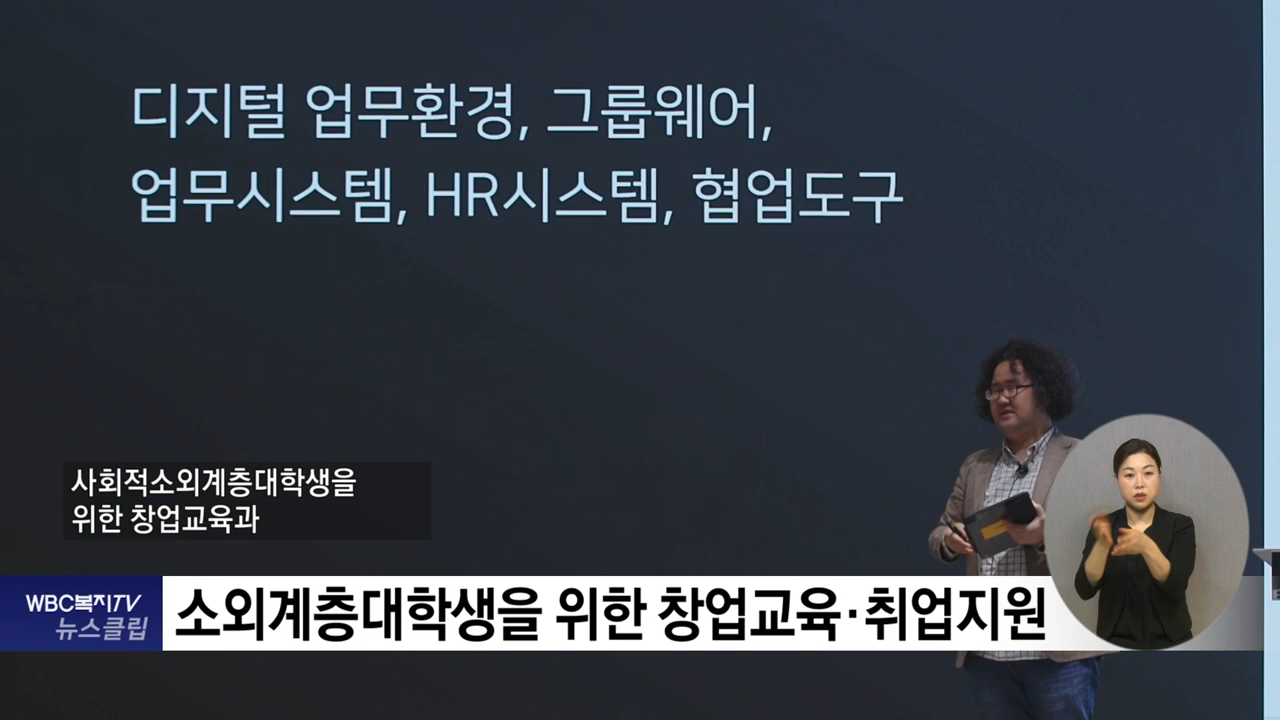 디지털 업무환경, 그룹웨어,
업무시스템, HR시스템, 협업도구
사회적소외계층대학생을
위한 창업교육과
WBC복지TV
뉴스클립
소외계층대학생을 위한 창업교육·취업지원